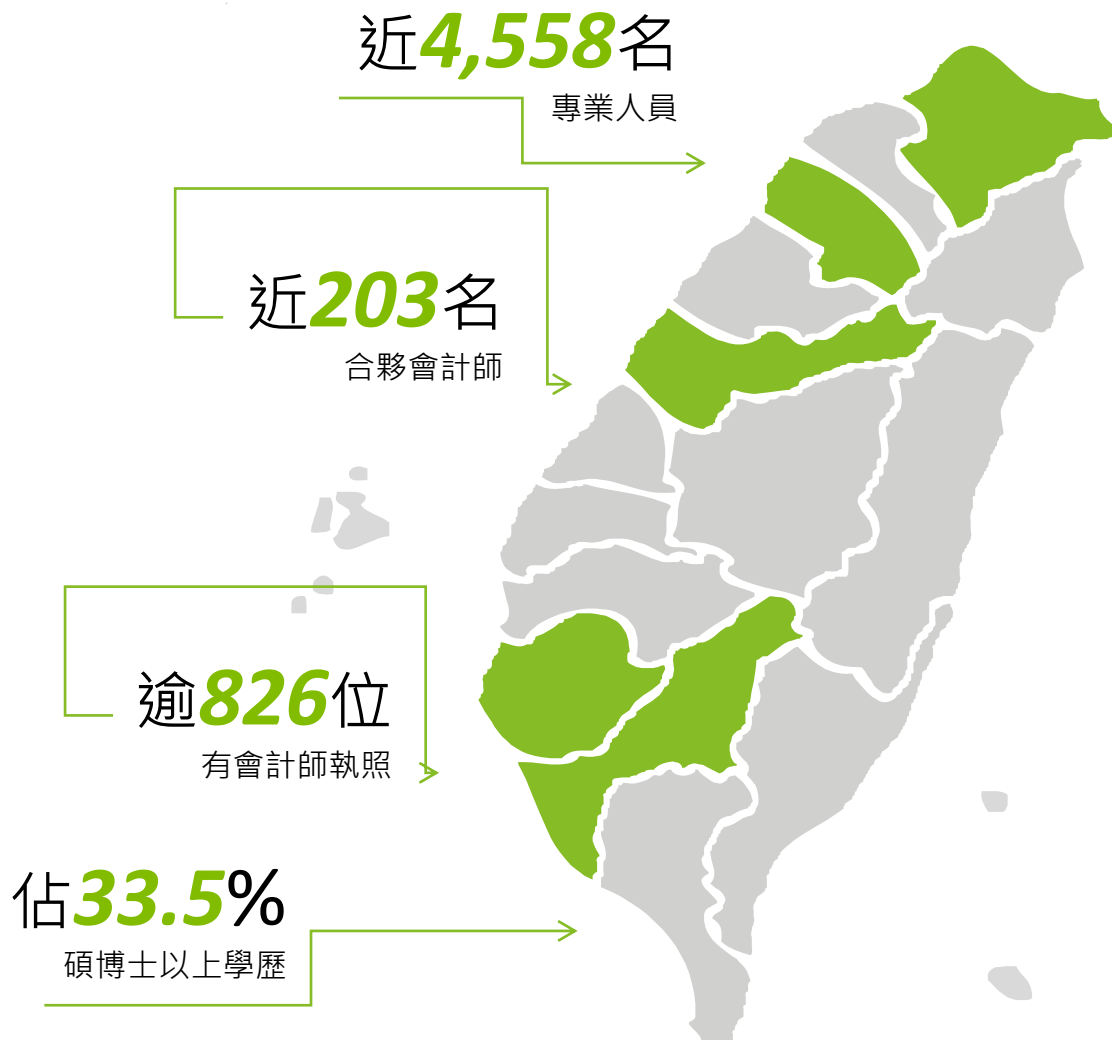 近4,558名
專業人員
近203名
合夥會計師
逾826位
有會計師執照
佔33.5%
碩博士以上學歷